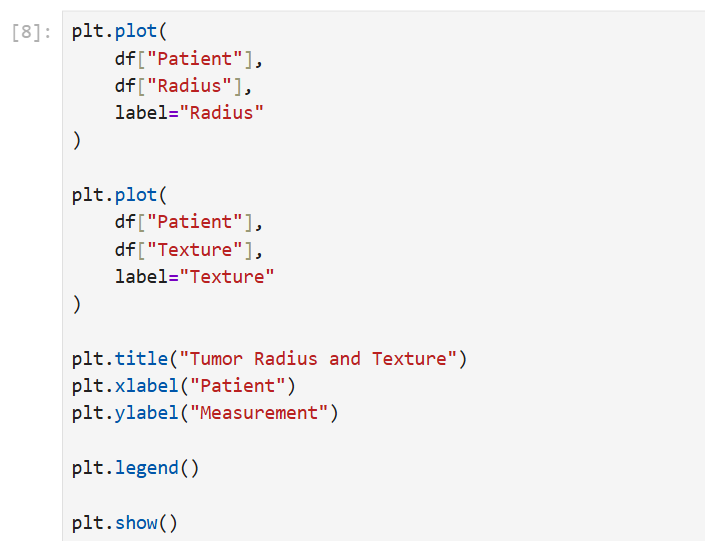 [8]:
plt.plot(
    df["Patient"],
    df["Radius"],
    label="Radius"
)
plt.plot(
    df["Patient"],
    df["Texture"],
    label="Texture"
)
plt.title("Tumor Radius and Texture")
plt.xlabel("Patient")
plt.ylabel("Measurement")
plt.legend()
plt.show()